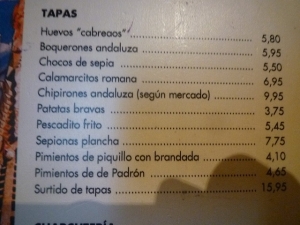 TAPAS
Huevos "cabreaos" 5,80
Boquerones andaluza 5,95
Chocos de sepia 5,50
Calamarcitos romana 6,95
Chipirones andaluza (según mercado) 9,95
Patatas bravas 3,75
Pescadito frito 5,45
Sepionas plancha 7,75
Pimientos de piquillo con brandada 4,10
Pimientos de de Padrón 4,65
Surtido de tapas 15,95